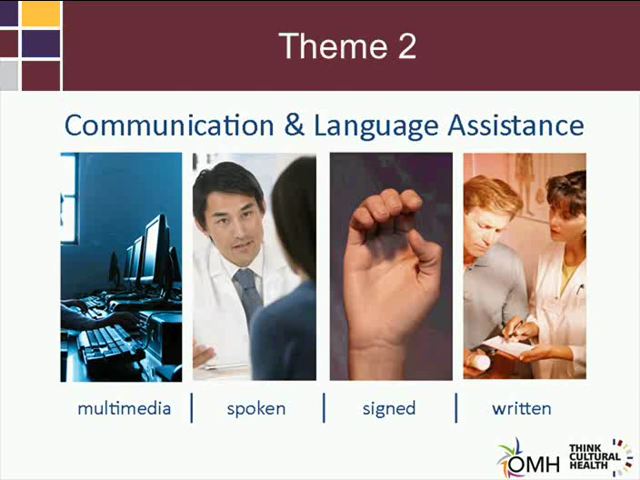 Theme 2
Communication & Language Assistance
multimedia | spoken | signed | written
OMH
THINK
CULTURAL
HEALTH